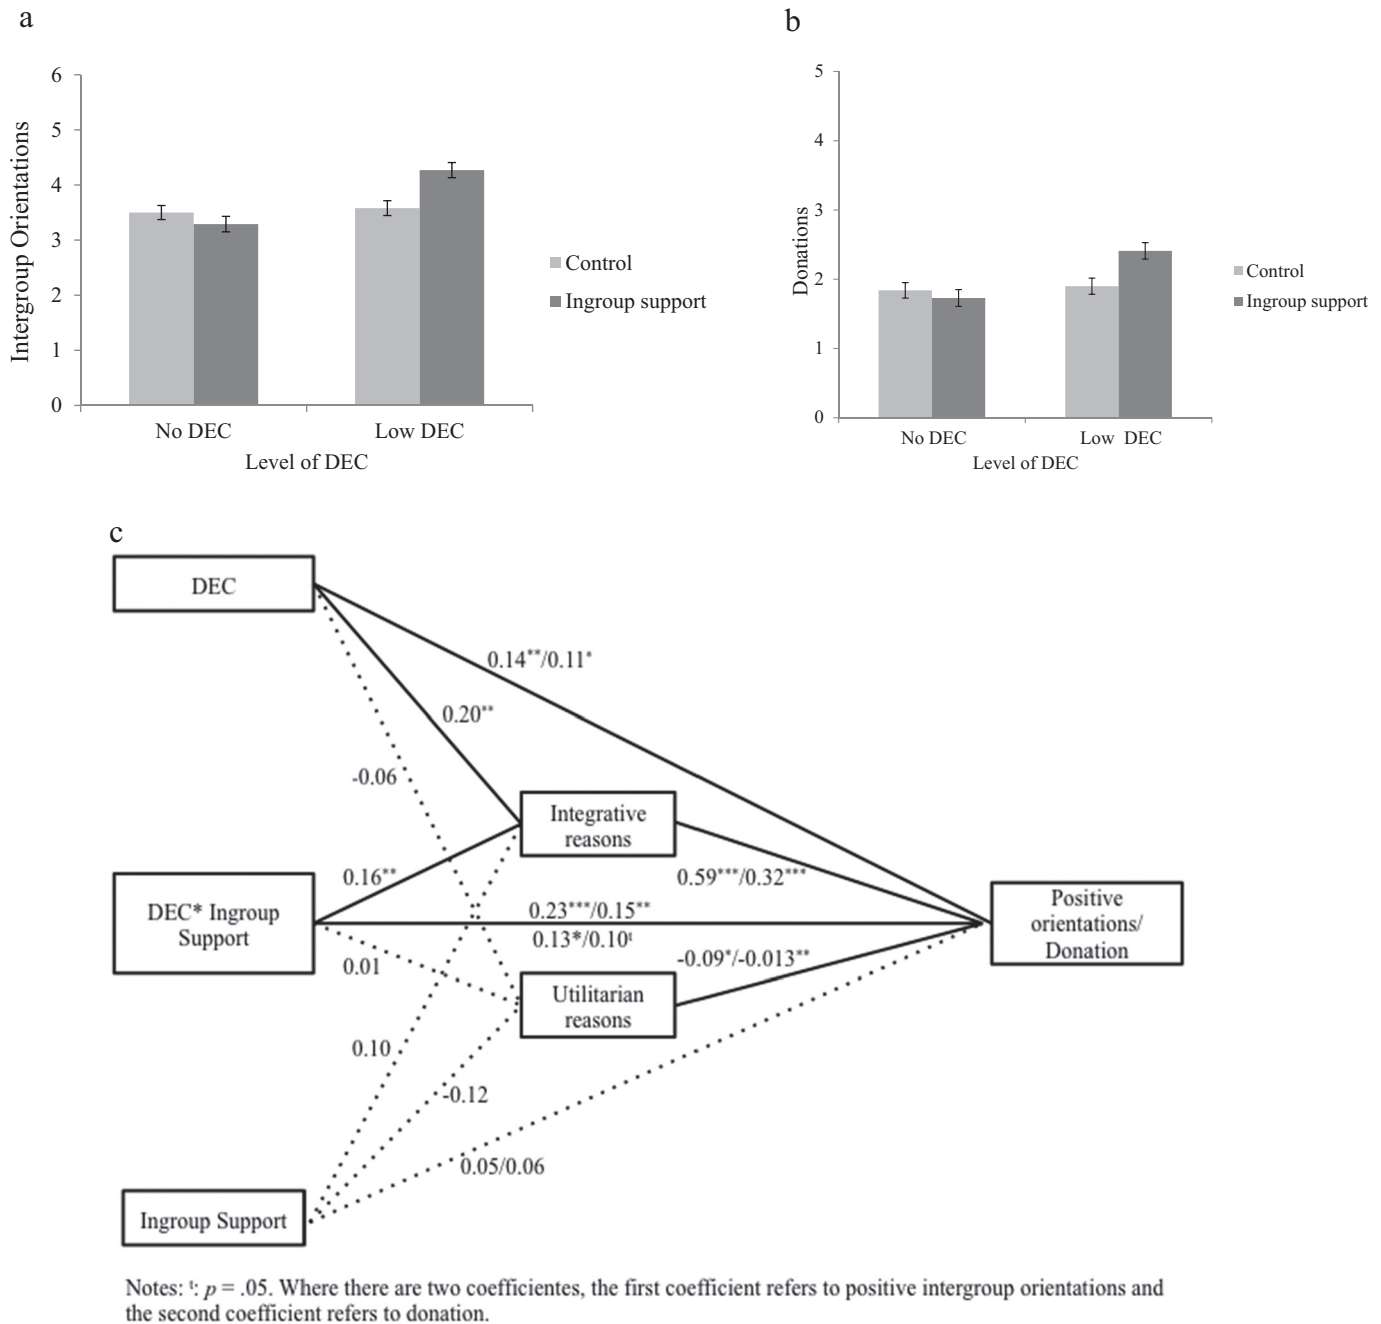 a
6
5
4
3
2
1
0
Intergroup Orientations
No DEC
Low DEC
Level of DEC
Control
Ingroup support
b
5
4
3
2
1
0
Donations
No DEC
Low DEC
Level of DEC
Control
Ingroup support
c
DEC
0.14**/0.11*
0.20**
-0.06
Integrative
reasons
0.16**
0.59***/0.32***
DEC* Ingroup
Support
0.23***/0.15**
0.13*/0.10ᵗ
Positive
orientations/
Donation
0.01
-0.09*/-0.013**
Utilitarian
reasons
0.10
-0.12
0.05/0.06
Ingroup Support
Notes: ᵗ: p = .05. Where there are two coefficientes, the first coefficient refers to positive intergroup orientations and
the second coefficient refers to donation.